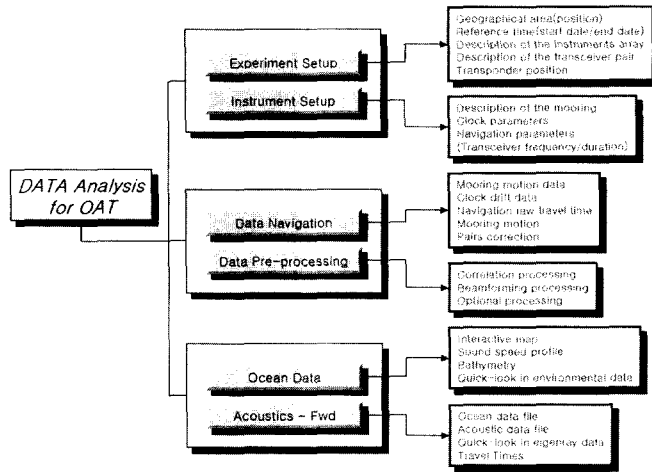 DATA Analysis
for OAT
Experiment Setup
Instrument Setup
Geographical area(position)
Reference time(start date/end date)
Description of the instruments array
Description of the transceiver pair
Transponder position
Description of the mooring
Clock parameters
Navigation parameters
(Transceiver frequency/duration)
Data Navigation
Data Pre-processing
Mooring motion data
Clock drift data
Navigation raw travel time
Mooring motion
Pairs correction
Correlation processing
Beamforming processing
Optional processing
Ocean Data
Acoustics - Fwd
Interactive map
Sound speed profile
Bathymetry
Quick-look in environmental data
Ocean data file
Acoustic data file
Quick-look in eigenray data
Travel Times